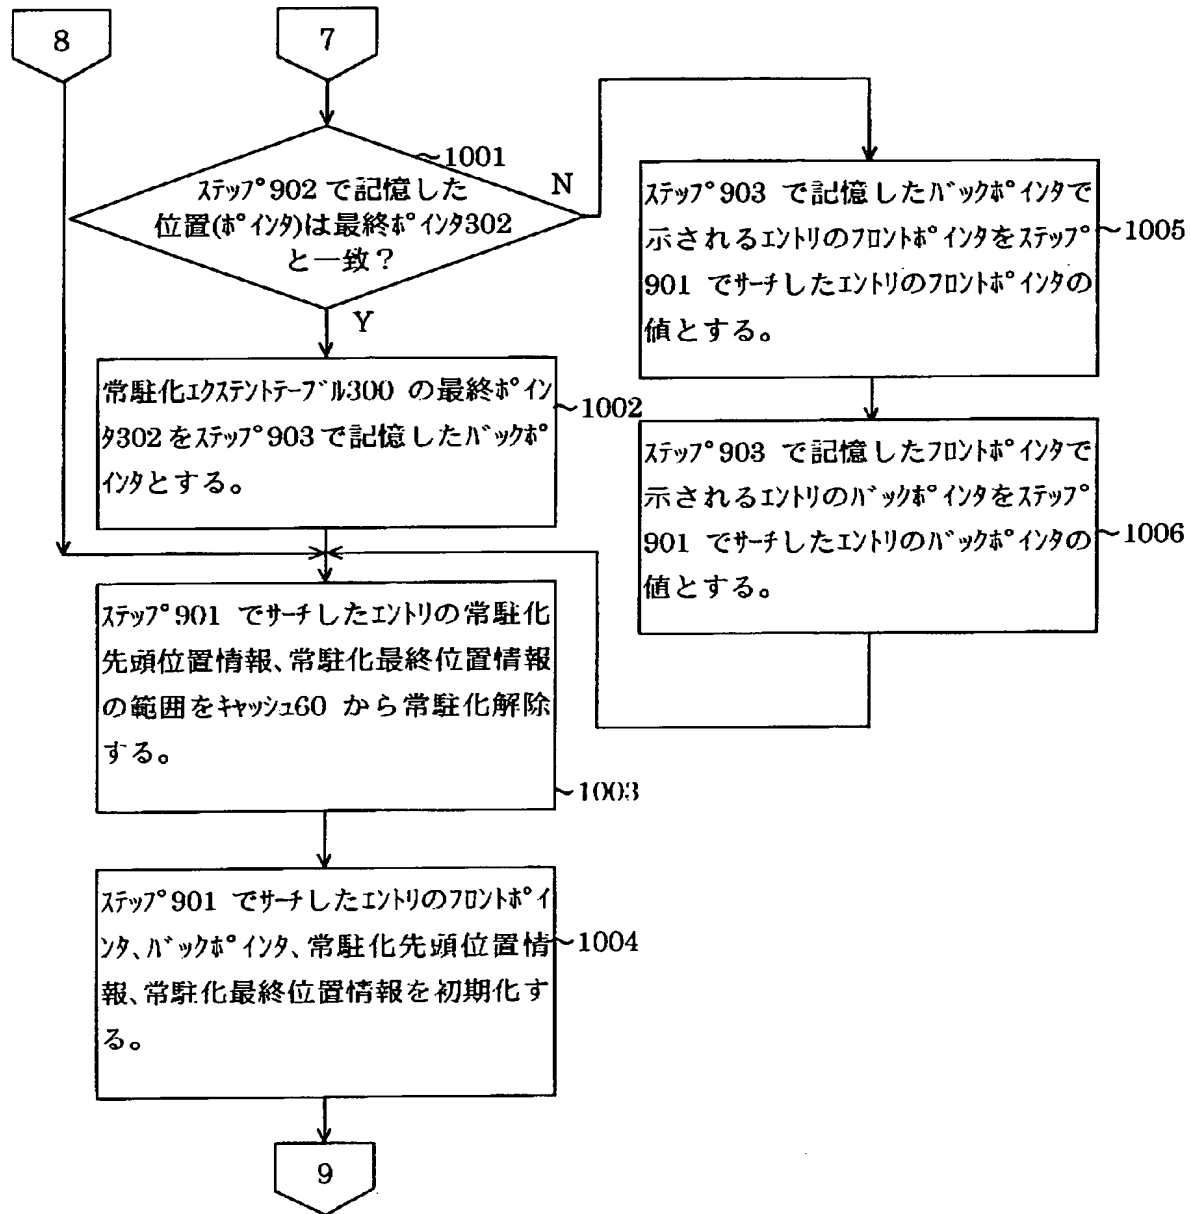 8
7
~1001
ｽﾃｯﾌﾟ902 で記憶した
位置(ﾎﾟｲﾝﾀ)は最終ﾎﾟｲﾝﾀ302
と一致？
N
Y
常駐化ｴｸｽﾃﾝﾄﾃｰﾌﾞﾙ300 の最終ﾎﾟｲﾝ
ﾀ302をｽﾃｯﾌﾟ903で記憶したﾊﾞｯｸﾎﾟ
ｲﾝﾀとする。
~1002
ｽﾃｯﾌﾟ901 でｻｰﾁしたｴﾝﾄﾘの常駐化
先頭位置情報、常駐化最終位置情報
の範囲をｷｬｯｼｭ60 から常駐化解除
する。
~1003
ｽﾃｯﾌﾟ901 でｻｰﾁしたｴﾝﾄﾘのﾌﾛﾝﾄﾎﾟｲ
ﾝﾀ､ﾊﾞｯｸﾎﾟｲﾝﾀ、常駐化先頭位置情
報、常駐化最終位置情報を初期化す
る。
~1004
9
ｽﾃｯﾌﾟ903 で記憶したﾊﾞｯｸﾎﾟｲﾝﾀで
示されるｴﾝﾄﾘのﾌﾛﾝﾄﾎﾟｲﾝﾀをｽﾃｯﾌﾟ
901 でｻｰﾁしたｴﾝﾄﾘのﾌﾛﾝﾄﾎﾟｲﾝﾀの
値とする。
~1005
ｽﾃｯﾌﾟ903 で記憶したﾌﾛﾝﾄﾎﾟｲﾝﾀで
示されるｴﾝﾄﾘのﾊﾞｯｸﾎﾟｲﾝﾀをｽﾃｯﾌﾟ
901 でｻｰﾁしたｴﾝﾄﾘのﾊﾞｯｸﾎﾟｲﾝﾀの
値とする。
~1006